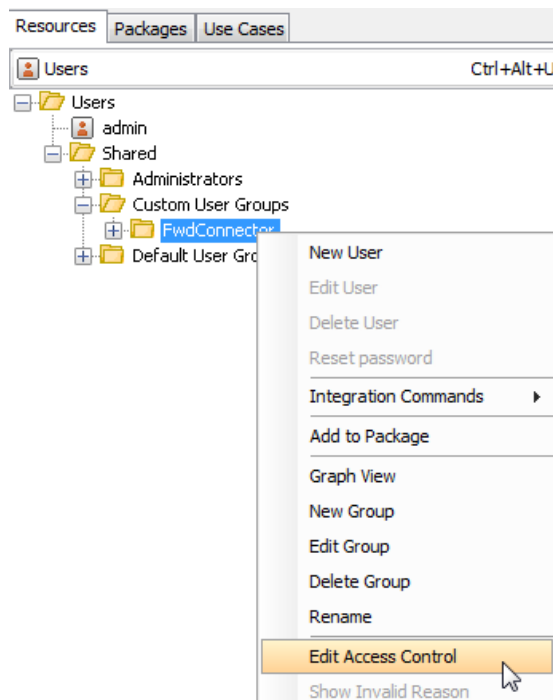 Resources Packages Use Cases
Users Ctrl+Alt+U
Users
admin
Shared
Administrators
Custom User Groups
FwdConnector
Default User Gro
New User
Edit User
Delete User
Reset password
Integration Commands
Add to Package
Graph View
New Group
Edit Group
Delete Group
Rename
Edit Access Control
Show Invalid Reason